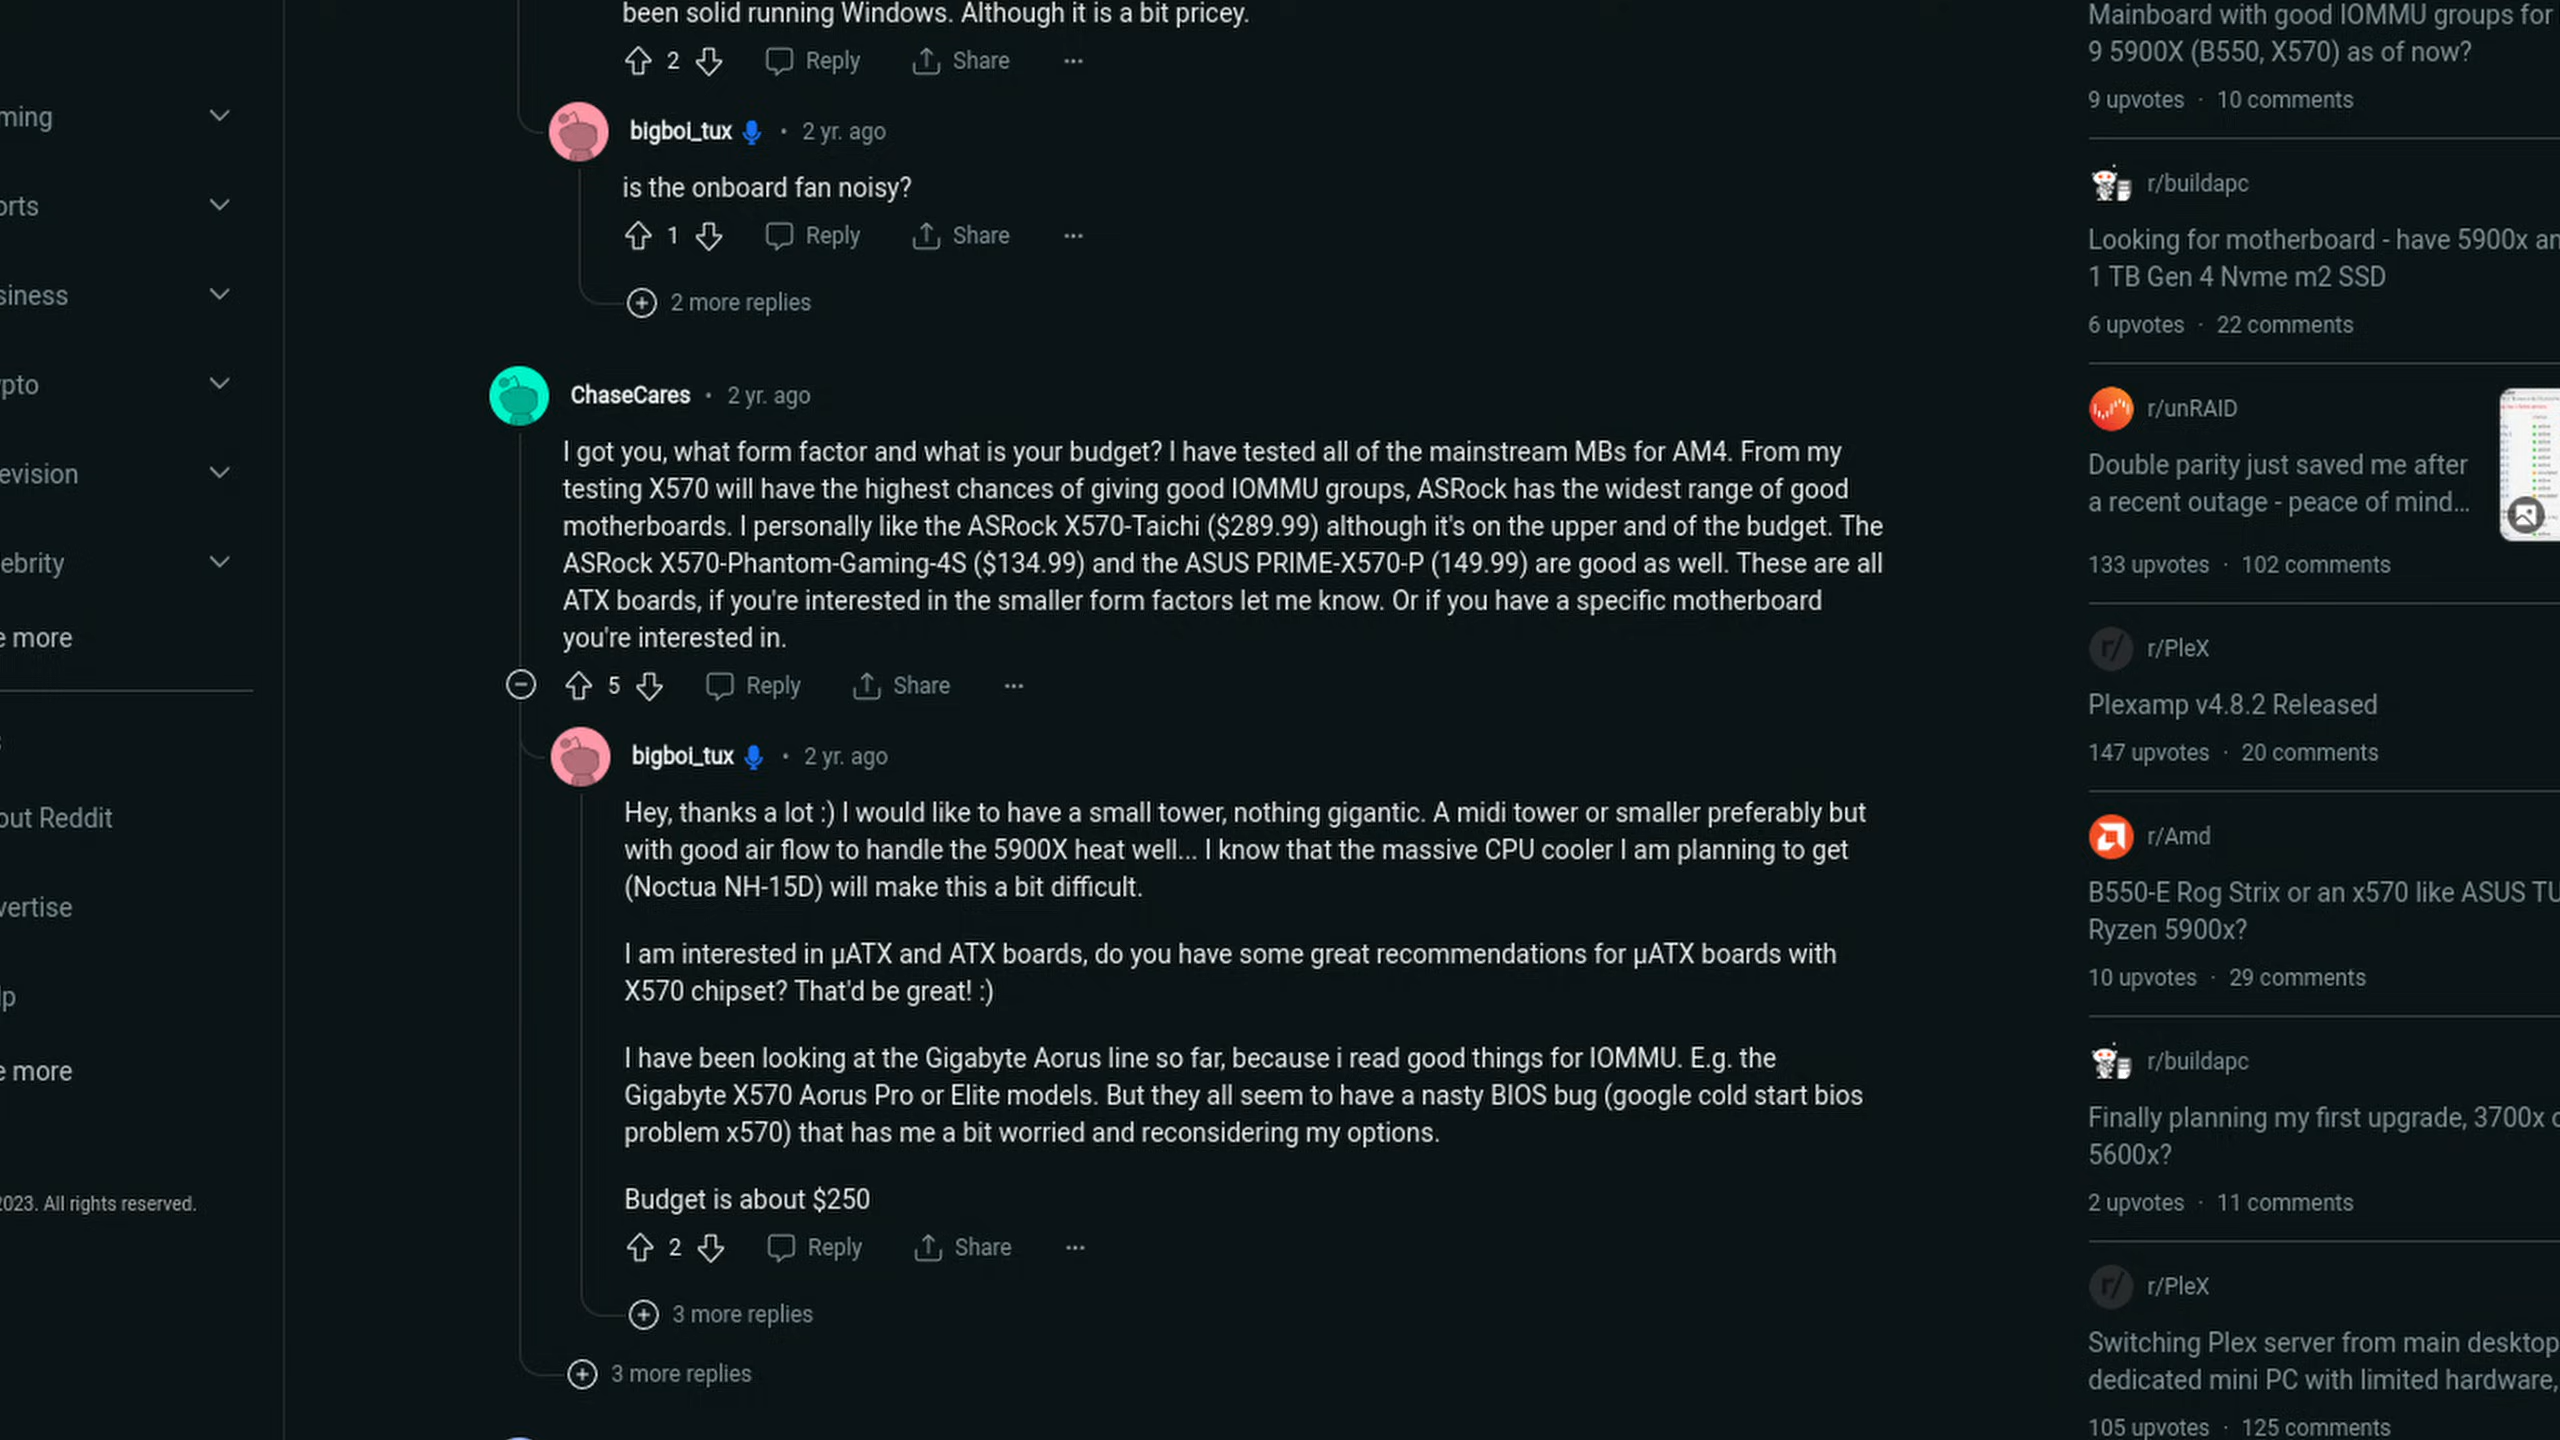 been solid running Windows. Although it is a bit pricey.
2 Reply Share
bigboi_tux • 2 yr. ago
is the onboard fan noisy?
1 Reply Share
2 more replies
ChaseCares • 2 yr. ago
I got you, what form factor and what is your budget? I have tested all of the mainstream MBs for AM4. From my
testing X570 will have the highest chances of giving good IOMMU groups, ASRock has the widest range of good
motherboards. I personally like the ASRock X570-Taichi ($289.99) although it's on the upper and of the budget. The
ASRock X570-Phantom-Gaming-4S ($134.99) and the ASUS PRIME-X570-P (149.99) are good as well. These are all
ATX boards, if you're interested in the smaller form factors let me know. Or if you have a specific motherboard
you're interested in.
5 Reply Share
bigboi_tux • 2 yr. ago
Hey, thanks a lot :) I would like to have a small tower, nothing gigantic. A midi tower or smaller preferably but
with good air flow to handle the 5900X heat well... I know that the massive CPU cooler I am planning to get
(Noctua NH-15D) will make this a bit difficult.
I am interested in µATX and ATX boards, do you have some great recommendations for µATX boards with
X570 chipset? That'd be great! :)
I have been looking at the Gigabyte Aorus line so far, because i read good things for IOMMU. E.g. the
Gigabyte X570 Aorus Pro or Elite models. But they all seem to have a nasty BIOS bug (google cold start bios
problem x570) that has me a bit worried and reconsidering my options.
Budget is about $250
2 Reply Share
3 more replies
3 more replies
ming
orts
siness
pto
evision
ebrity
e more
out Reddit
vertise
lp
e more
2023. All rights reserved.
Mainboard with good IOMMU groups for
9 5900X (B550, X570) as of now?
9 upvotes · 10 comments
r/buildapc
Looking for motherboard - have 5900x an
1 TB Gen 4 Nvme m2 SSD
6 upvotes · 22 comments
r/unRAID
Double parity just saved me after
a recent outage - peace of mind...
133 upvotes · 102 comments
r/PleX
Plexamp v4.8.2 Released
147 upvotes · 20 comments
r/Amd
B550-E Rog Strix or an x570 like ASUS TU
Ryzen 5900x?
10 upvotes · 29 comments
r/buildapc
Finally planning my first upgrade, 3700x o
5600x?
2 upvotes · 11 comments
r/PleX
Switching Plex server from main desktop
dedicated mini PC with limited hardware,
105 upvotes · 125 comments